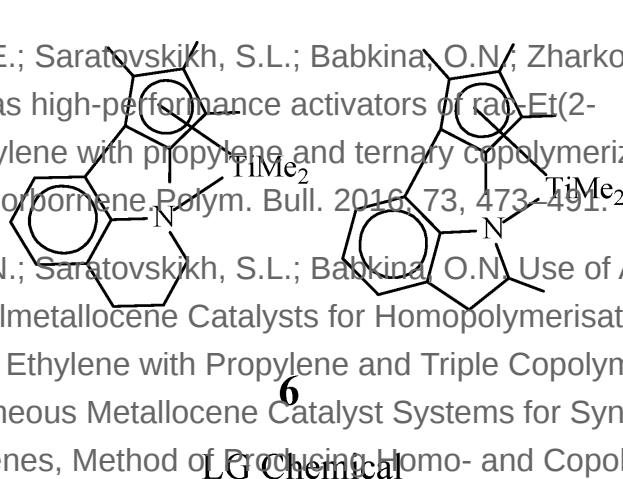 E.; Saratovskikh, S.L.; Babkina, O.N.; Zharko
as high-performance activators of rac-Et(2-
ylene with propylene and ternary copolymeriz
TiMe2
orbornene.Polym. Bull. 2016, 73, 473–491.
TiMe2
N
N
N.; Saratovskikh, S.L.; Babkina, O.N. Use of A
lmetallocene Catalysts for Homopolymerisat
Ethylene with Propylene and Triple Copolym
6
neous Metallocene Catalyst Systems for Syn
enes, Method of Producing Homo- and Copol
LG Chemical